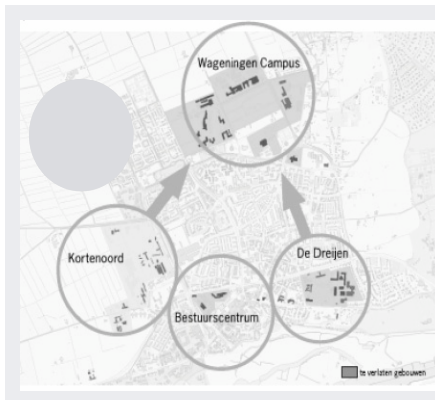 Wageningen Campus
Kortenoord
De Dreijen
Bestuurscentrum
te verlaten gebouwen